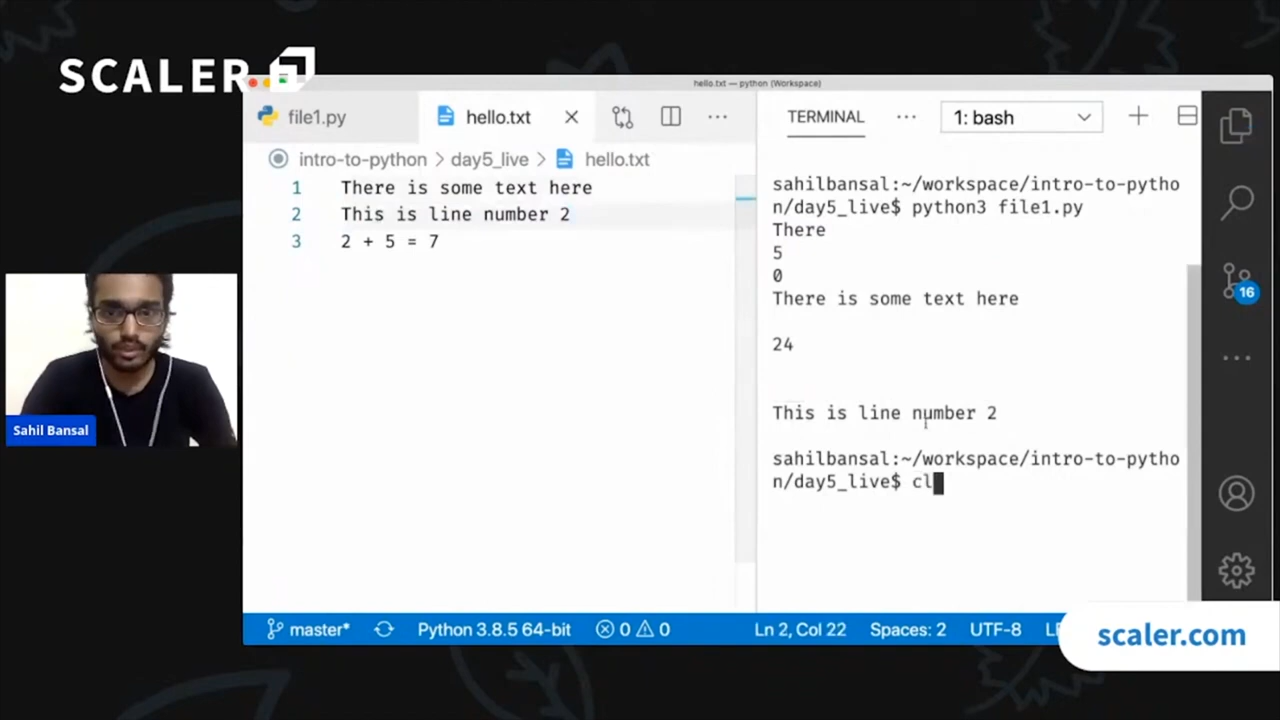 SCALER
hello.txt — python (Workspace)
file1.py
hello.txt
TERMINAL
1: bash
intro-to-python > day5_live > hello.txt
1 There is some text here
2 This is line number 2
3 2 + 5 = 7
sahilbansal:~/workspace/intro-to-pytho
n/day5_live$ python3 file1.py
There
5
0
There is some text here
24
This is line number 2
sahilbansal:~/workspace/intro-to-pytho
n/day5_live$ cl
16
Sahil Bansal
master*
Python 3.8.5 64-bit
0
0
Ln 2, Col 22
Spaces: 2
UTF-8
scaler.com